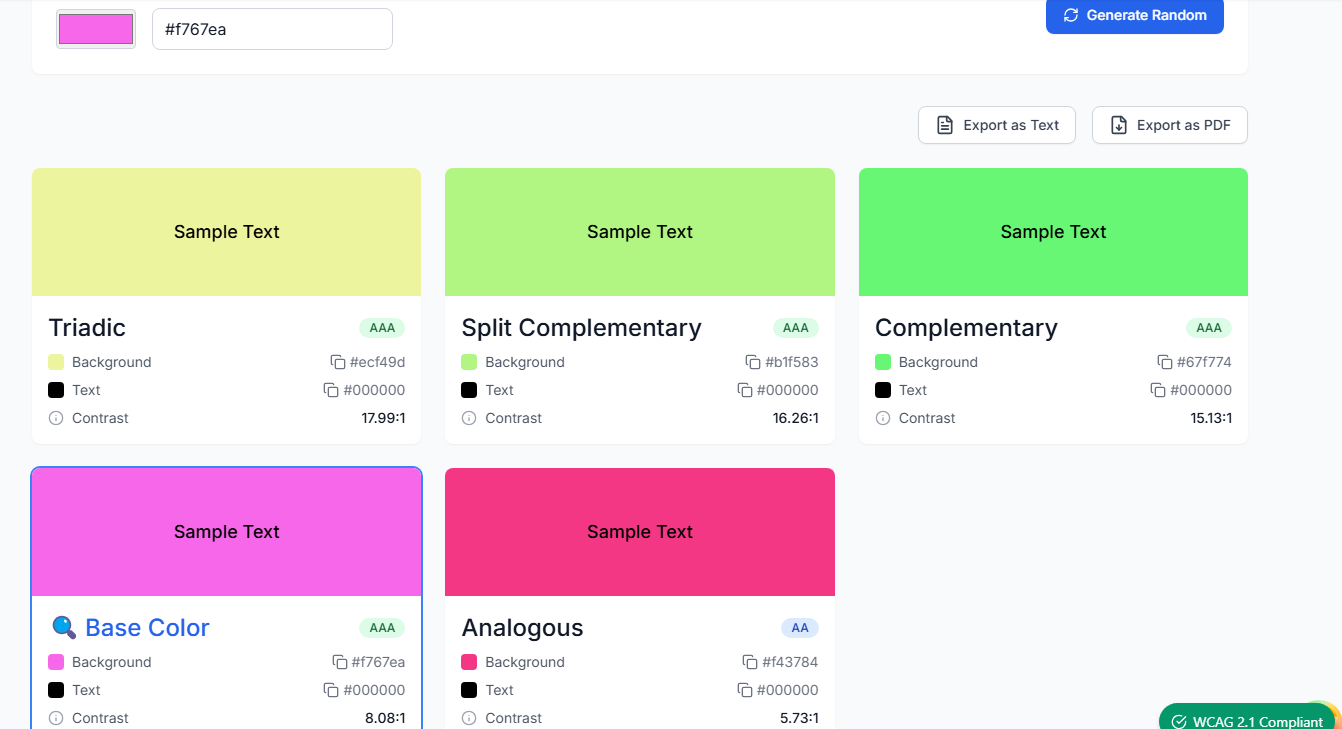 #f767ea
Generate Random
Export as Text
Export as PDF
Sample Text
Triadic
AAA
Background
#ecf49d
Text
#000000
Contrast
17.99:1
Sample Text
Split Complementary
AAA
Background
#b1f583
Text
#000000
Contrast
16.26:1
Sample Text
Complementary
AAA
Background
#67f774
Text
#000000
Contrast
15.13:1
Sample Text
Base Color
AAA
Background
#f767ea
Text
#000000
Contrast
8.08:1
Sample Text
Analogous
AA
Background
#f43784
Text
#000000
Contrast
5.73:1
WCAG 2.1 Compliant